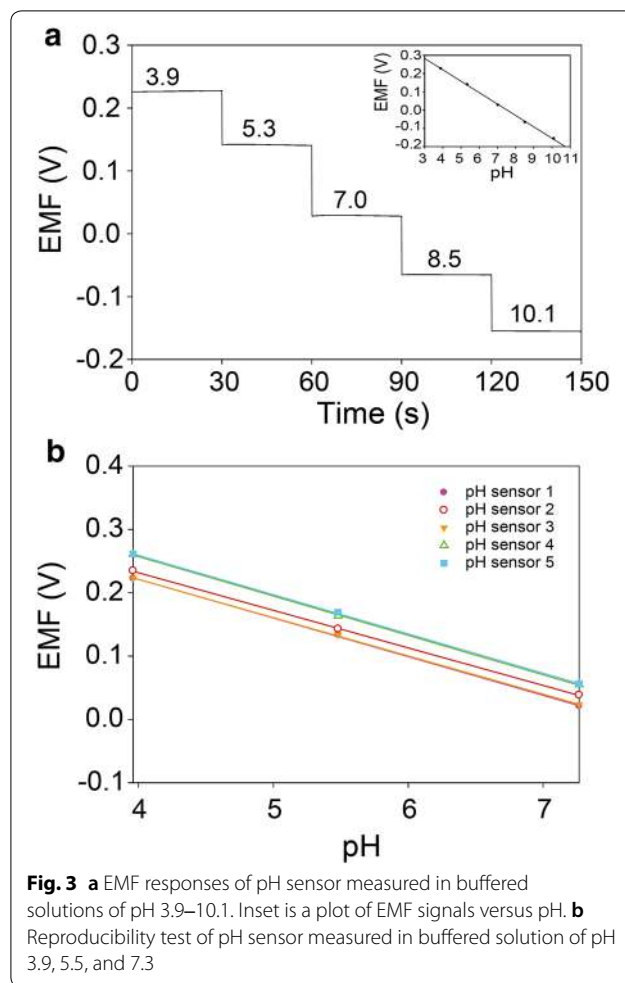 a
0.3
0.2
0.1
0.0
-0.1
-0.2
EMF (V)
3.9
5.3
7.0
8.5
10.1
0 30 60 90 120 150
Time (s)
0.3
0.2
0.1
0.0
-0.1
-0.2
EMF (V)
3 4 5 6 7 8 9 10 11
pH
b
0.4
0.3
0.2
0.1
0.0
-0.1
EMF (V)
pH sensor 1
pH sensor 2
pH sensor 3
pH sensor 4
pH sensor 5
4 5 6 7
pH
Fig. 3 a EMF responses of pH sensor measured in buffered
solutions of pH 3.9–10.1. Inset is a plot of EMF signals versus pH. b
Reproducibility test of pH sensor measured in buffered solution of pH
3.9, 5.5, and 7.3